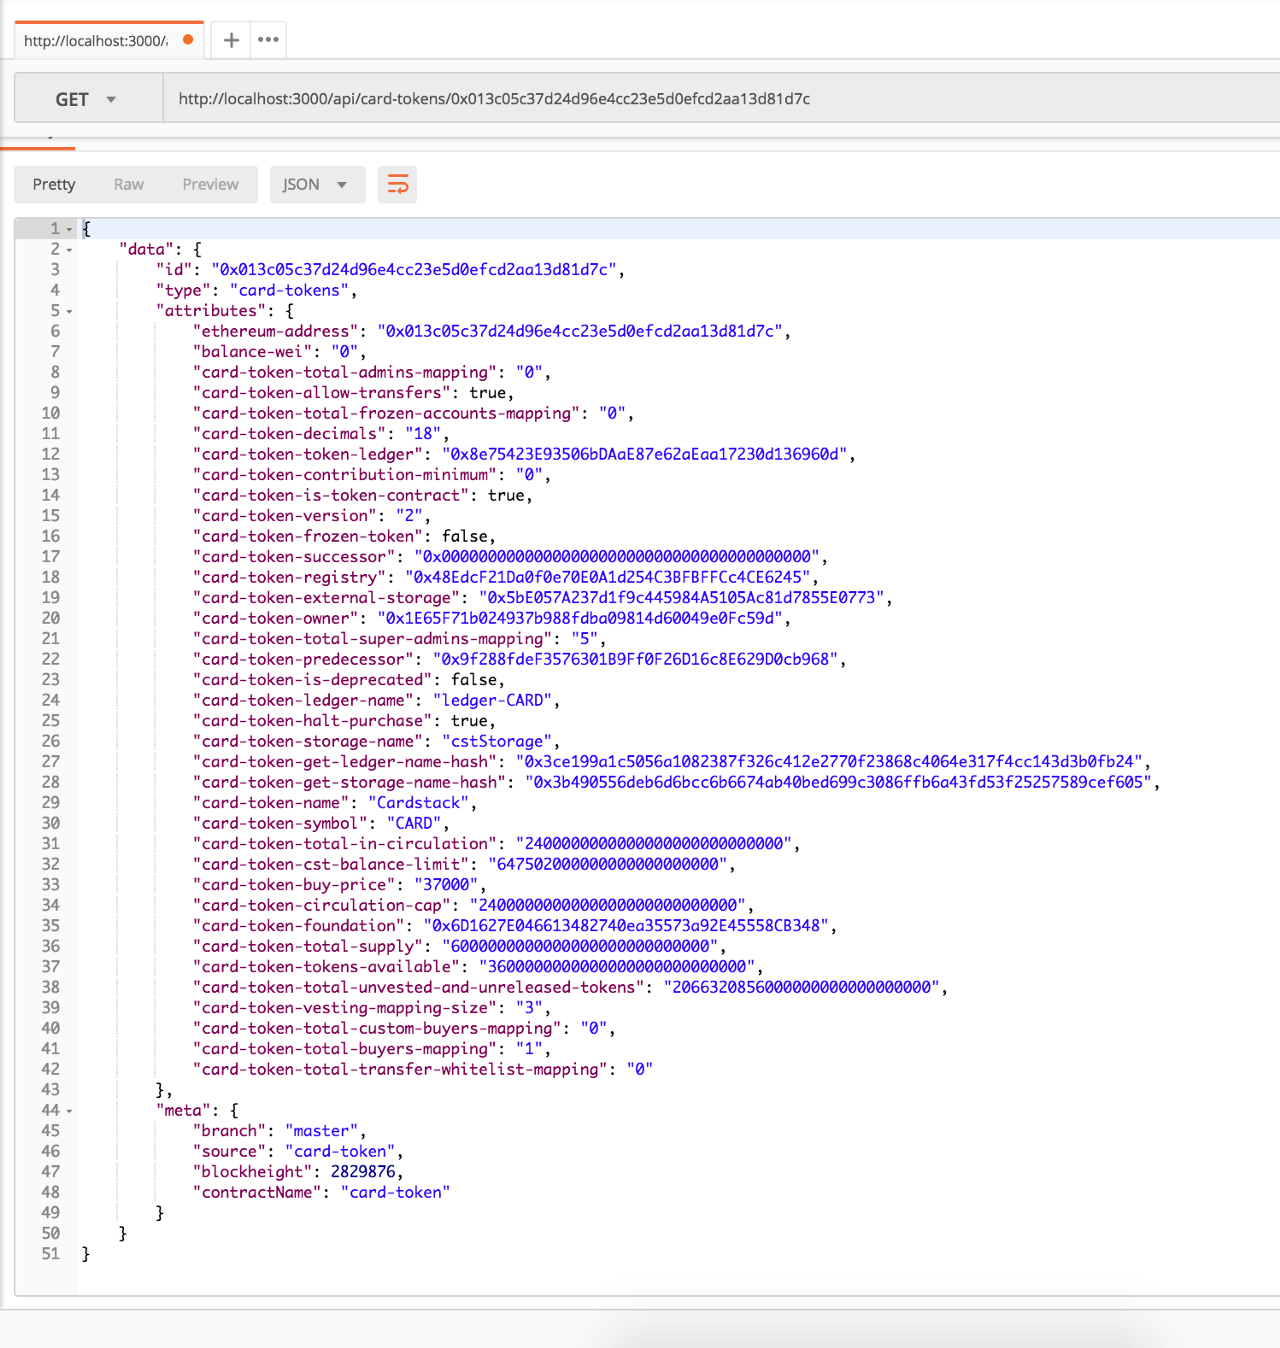 http://localhost:3000/
GET
http://localhost:3000/api/card-tokens/0x013c05c37d24d96e4cc23e5d0efcd2aa13d81d7c
Pretty Raw Preview JSON
1 {
2 "data": {
3 "id": "0x013c05c37d24d96e4cc23e5d0efcd2aa13d81d7c",
4 "type": "card-tokens",
5 "attributes": {
6 "ethereum-address": "0x013c05c37d24d96e4cc23e5d0efcd2aa13d81d7c",
7 "balance-wei": "0",
8 "card-token-total-admins-mapping": "0",
9 "card-token-allow-transfers": true,
10 "card-token-total-frozen-accounts-mapping": "0",
11 "card-token-decimals": "18",
12 "card-token-token-ledger": "0x8e75423E93506bDAaE87e62aEaa17230d136960d",
13 "card-token-contribution-minimum": "0",
14 "card-token-is-token-contract": true,
15 "card-token-version": "2",
16 "card-token-frozen-token": false,
17 "card-token-successor": "0x0000000000000000000000000000000000000000",
18 "card-token-registry": "0x48EdcF21Da0f0e70E0A1d254C3BFBFFCc4CE6245",
19 "card-token-external-storage": "0x5bE057A237d1f9c445984A5105Ac81d7855E0773",
20 "card-token-owner": "0x1E65F71b024937b988fdba09814d60049e0Fc59d",
21 "card-token-total-super-admins-mapping": "5",
22 "card-token-predecessor": "0x9f288fdeF3576301B9Ff0F26D16c8E629D0cb968",
23 "card-token-is-deprecated": false,
24 "card-token-ledger-name": "ledger-CARD",
25 "card-token-halt-purchase": true,
26 "card-token-storage-name": "cstStorage",
27 "card-token-get-ledger-name-hash": "0x3ce199a1c5056a1082387f326c412e2770f23868c4064e317f4cc143d3b0fb24",
28 "card-token-get-storage-name-hash": "0x3b490556deb6d6bcc6b6674ab40bed699c3086ffb6a43fd53f25257589cef605",
29 "card-token-name": "Cardstack",
30 "card-token-symbol": "CARD",
31 "card-token-total-in-circulation": "2400000000000000000000000000",
32 "card-token-cst-balance-limit": "647502000000000000000000",
33 "card-token-buy-price": "37000",
34 "card-token-circulation-cap": "2400000000000000000000000000",
35 "card-token-foundation": "0x6D1627E046613482740ea35573a92E45558CB348",
36 "card-token-total-supply": "6000000000000000000000000000",
37 "card-token-tokens-available": "3600000000000000000000000000",
38 "card-token-total-unvested-and-unreleased-tokens": "2066320856000000000000000000",
39 "card-token-vesting-mapping-size": "3",
40 "card-token-total-custom-buyers-mapping": "0",
41 "card-token-total-buyers-mapping": "1",
42 "card-token-total-transfer-whitelist-mapping": "0"
43 },
44 "meta": {
45 "branch": "master",
46 "source": "card-token",
47 "blockheight": 2829876,
48 "contractName": "card-token"
49 }
50 }
51 }